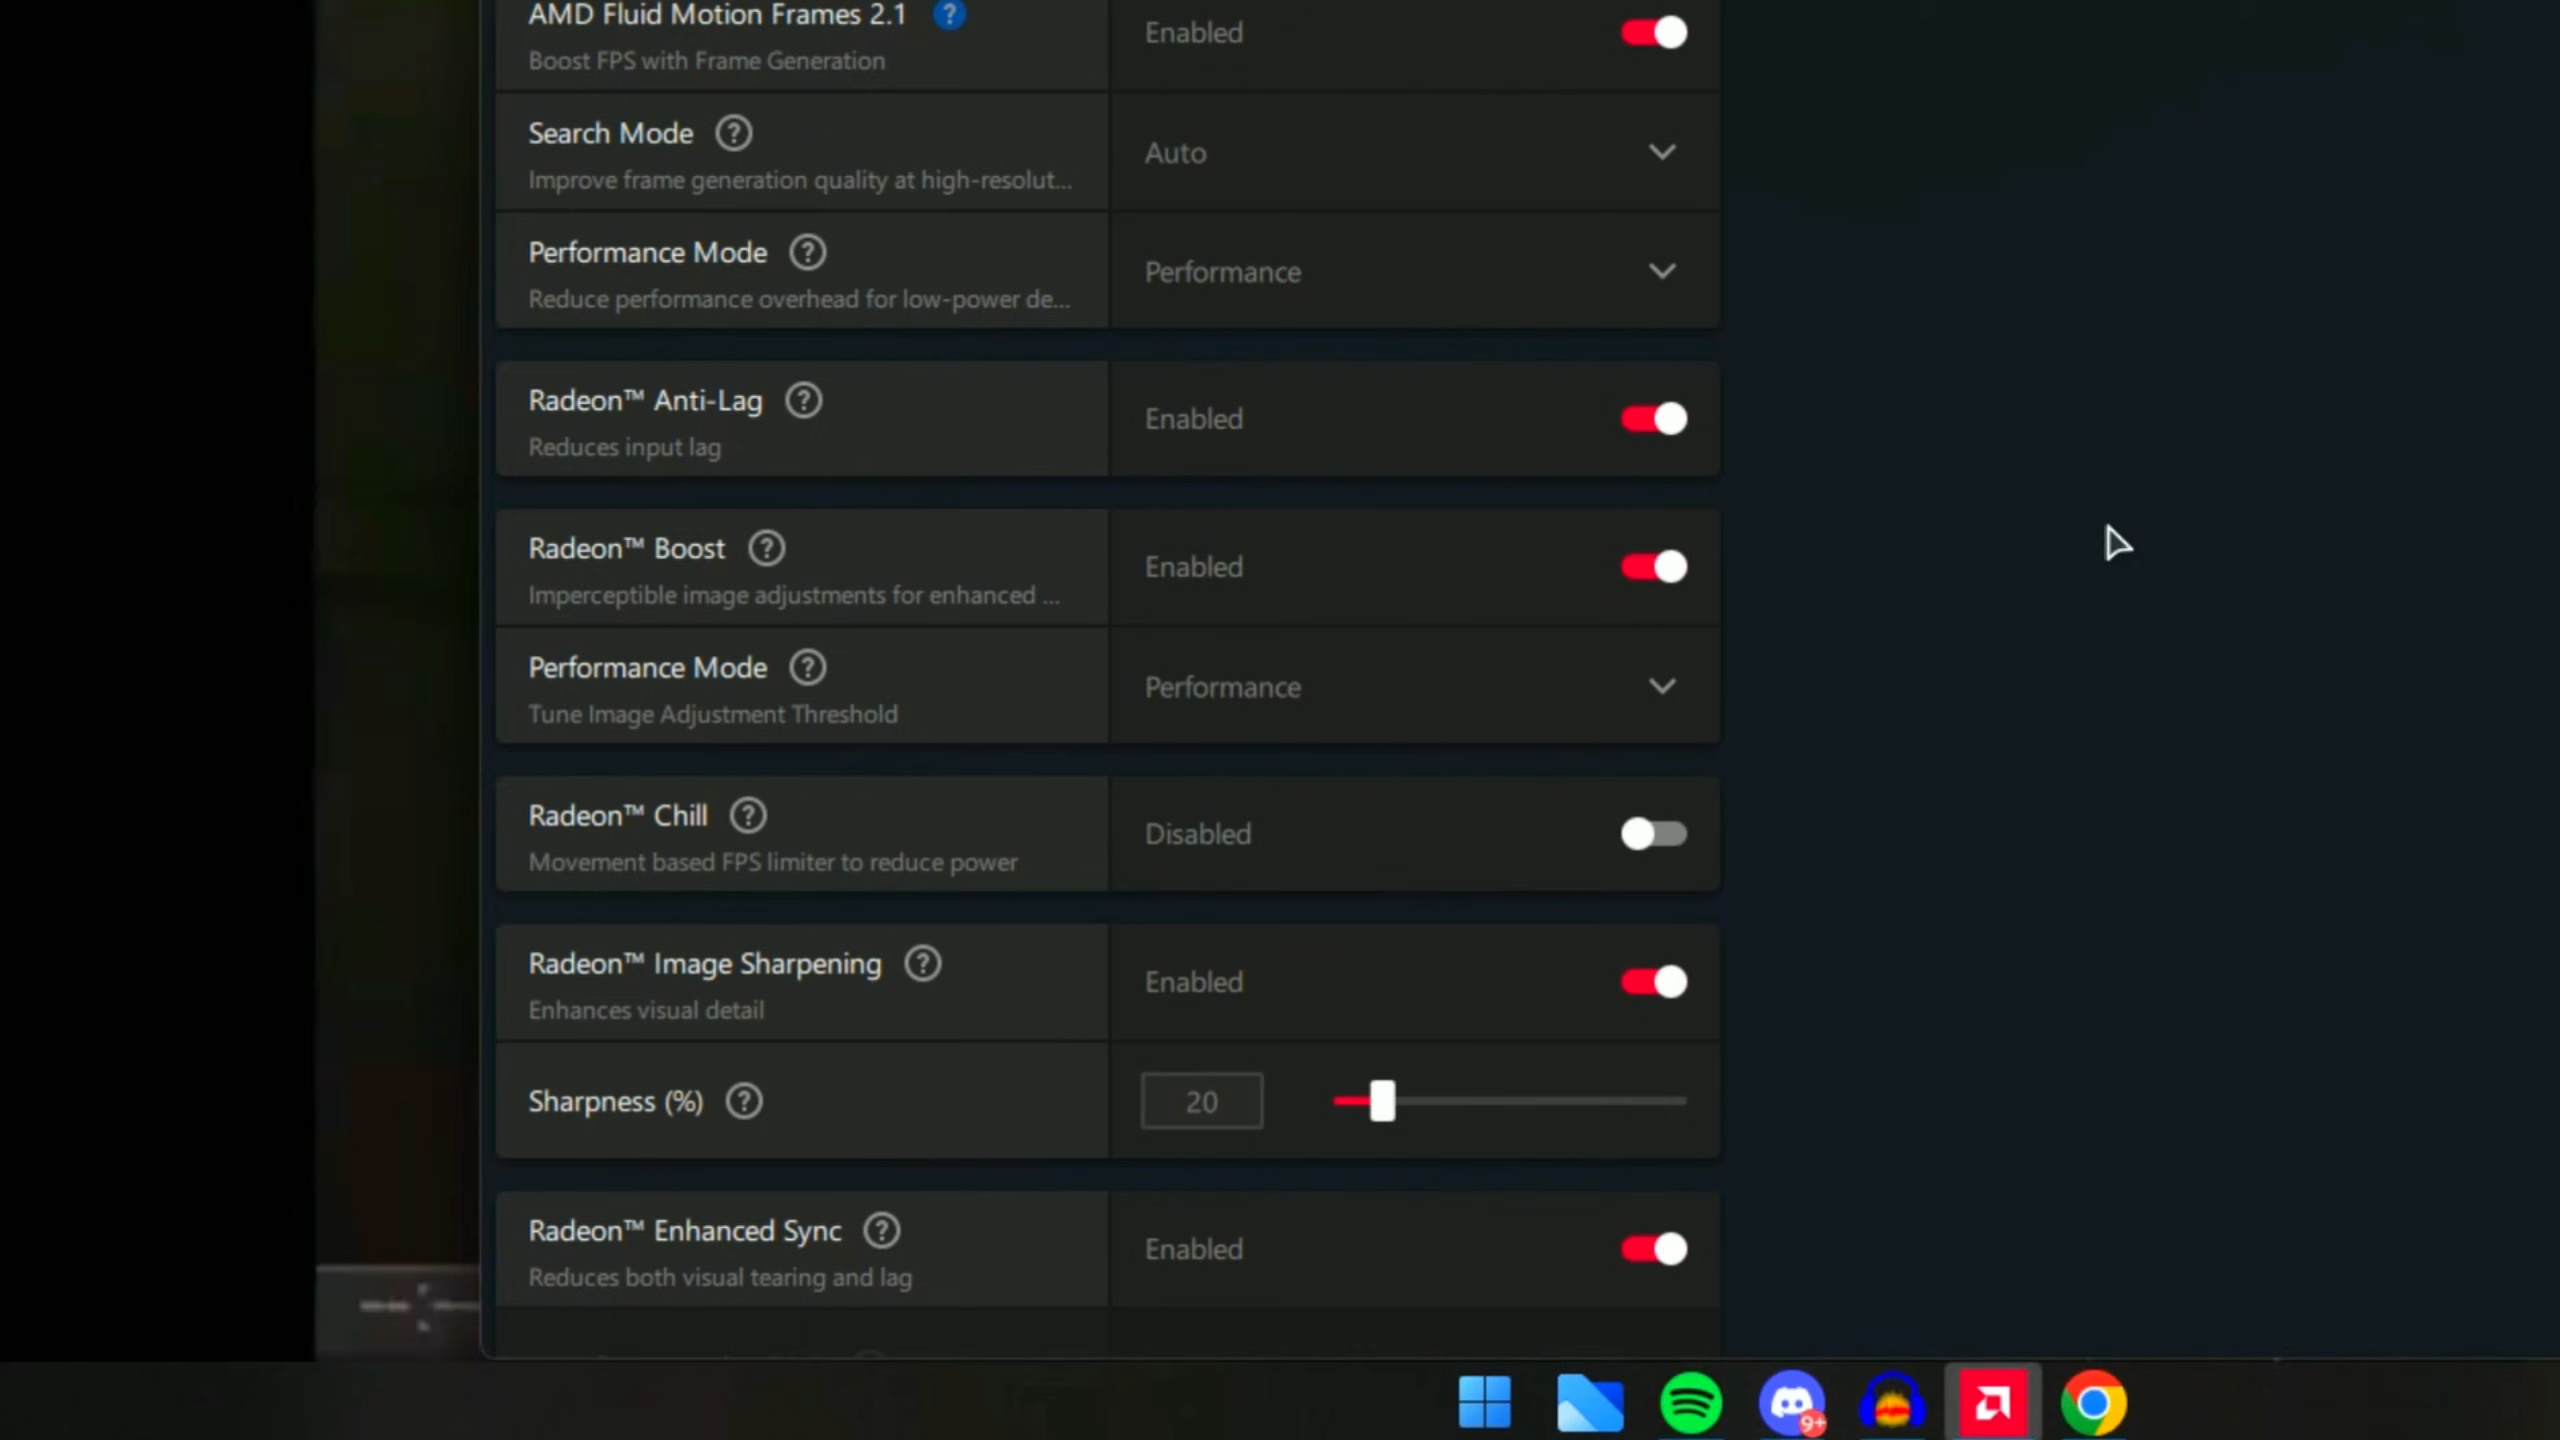 AMD Fluid Motion Frames 2.1 ?
Boost FPS with Frame Generation
Enabled
Search Mode ?
Improve frame generation quality at high-resolut...
Auto
Performance Mode ?
Reduce performance overhead for low-power de...
Performance
Radeon™ Anti-Lag ?
Reduces input lag
Enabled
Radeon™ Boost ?
Imperceptible image adjustments for enhanced ...
Enabled
Performance Mode ?
Tune Image Adjustment Threshold
Performance
Radeon™ Chill ?
Movement based FPS limiter to reduce power
Disabled
Radeon™ Image Sharpening ?
Enhances visual detail
Enabled
Sharpness (%) ?
20
Radeon™ Enhanced Sync ?
Reduces both visual tearing and lag
Enabled
9+